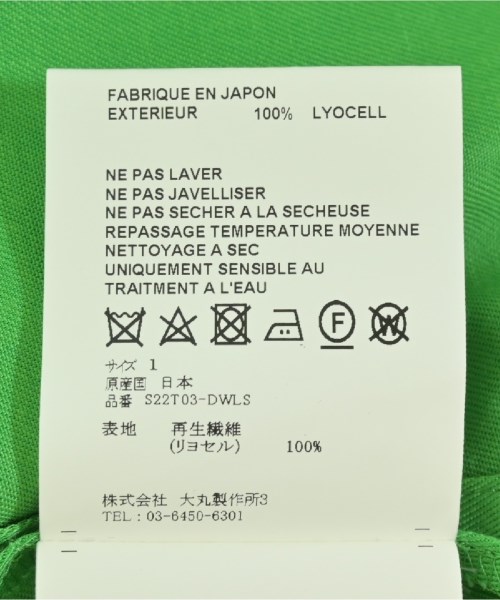 FABRIQUE EN JAPON
EXTERIEUR 100% LYOCELL
NE PAS LAVER
NE PAS JAVELLISER
NE PAS SECHER A LA SECHEUSE
REPASSAGE TEMPERATURE MOYENNE
NETTOYAGE A SEC
UNIQUEMENT SENSIBLE AU
TRAITMENT A L'EAU
F W
サイズ 1
原産国 日本
品番 S22T03-DWLS
表地 再生繊維
(リヨセル) 100%
株式会社 大丸製作所3
TEL: 03-6450-6301